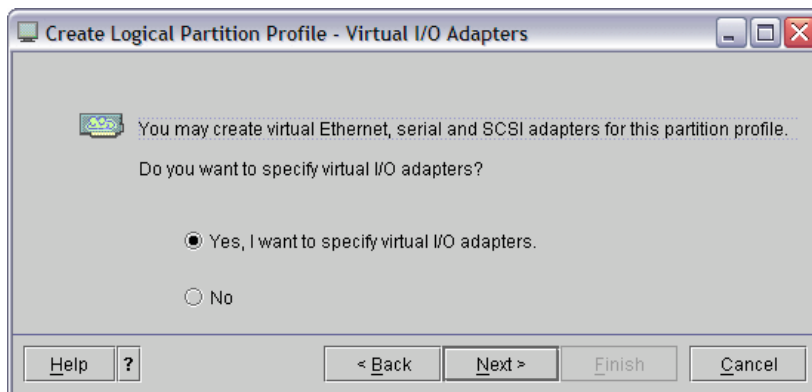 Create Logical Partition Profile - Virtual I/O Adapters
You may create virtual Ethernet, serial and SCSI adapters for this partition profile.
Do you want to specify virtual I/O adapters?
Yes, I want to specify virtual I/O adapters.
No
Help ? < Back Next > Finish Cancel